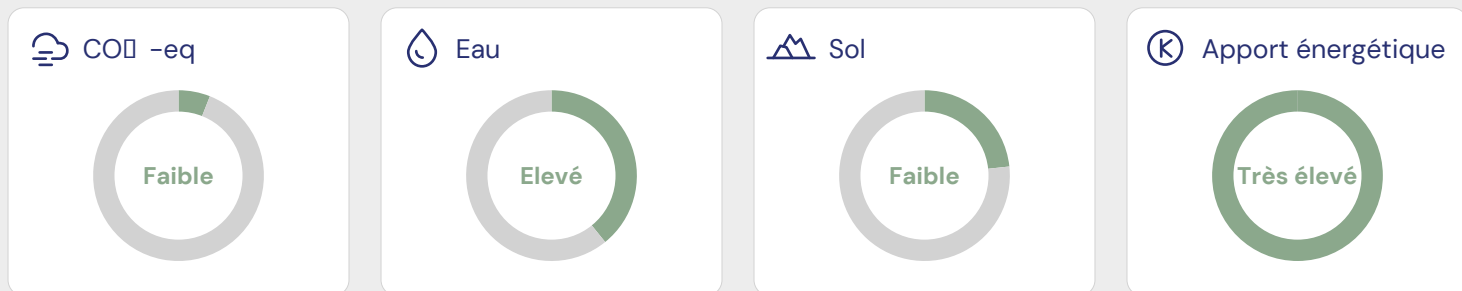 CO▯ -eq
Eau
Sol
Apport énergétique
Faible
Elevé
Faible
Très élevé